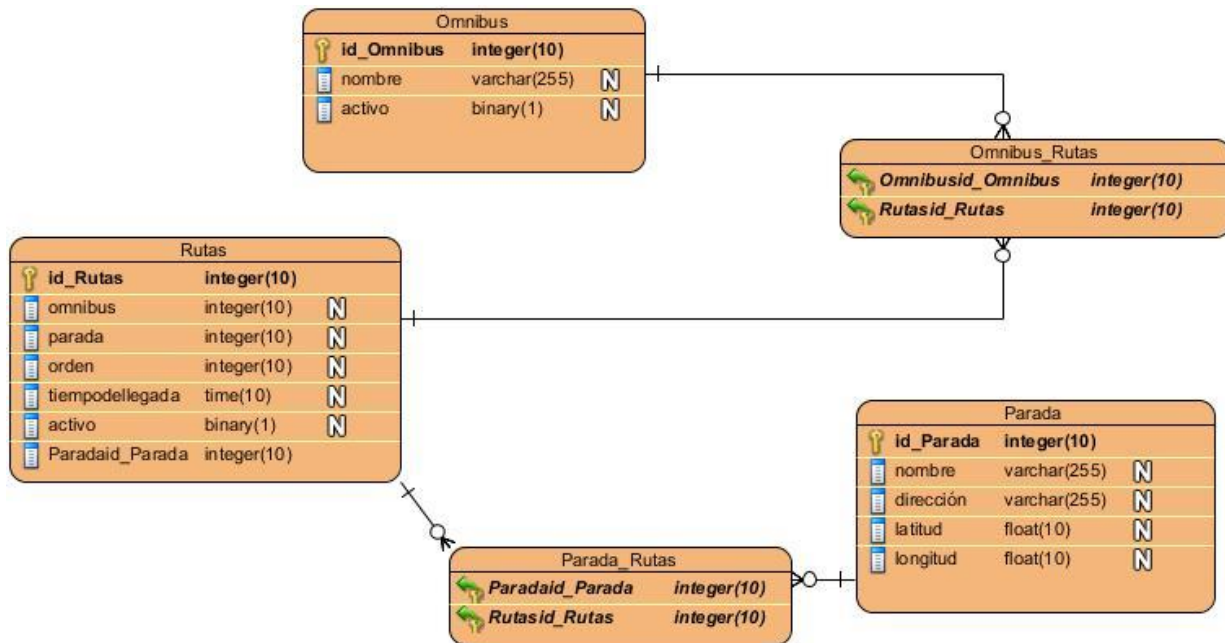 Omnibus
id_Omnibus integer(10)
nombre varchar(255) N
activo binary(1) N
Omnibus_Rutas
Omnibusid_Omnibus integer(10)
Rutasid_Rutas integer(10)
Rutas
id_Rutas integer(10)
omnibus integer(10) N
parada integer(10) N
orden integer(10) N
tiempodellegada time(10) N
activo binary(1) N
Paradaid_Parada integer(10)
Parada
id_Parada integer(10)
nombre varchar(255) N
dirección varchar(255) N
latitud float(10) N
longitud float(10) N
Parada_Rutas
Paradaid_Parada integer(10)
Rutasid_Rutas integer(10)